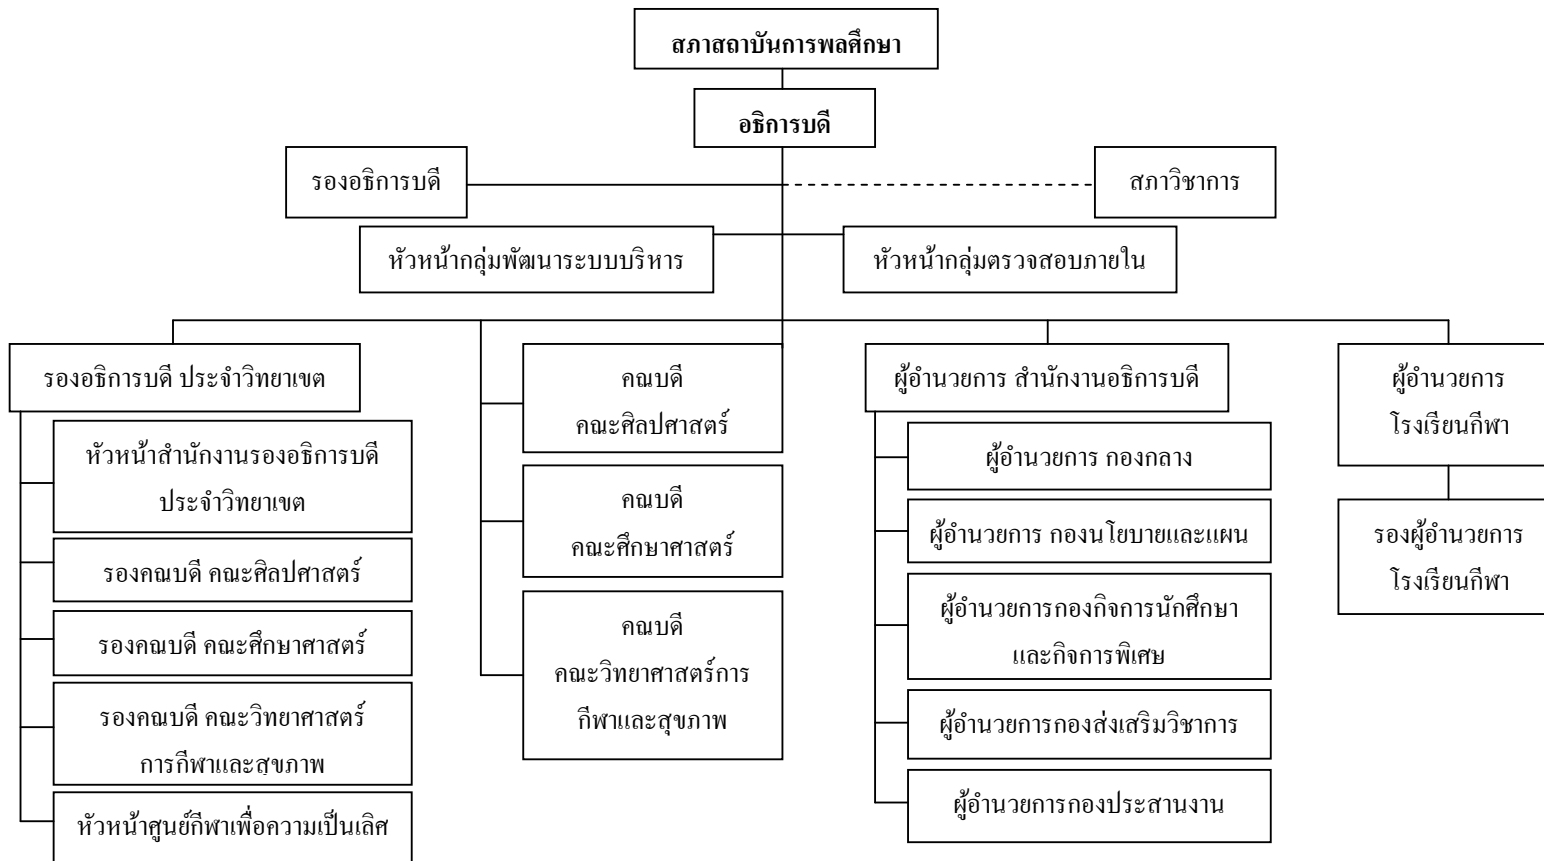 สภาสถาบันการพลศึกษา
อธิการบดี
รองอธิการบดี
สภาวิชาการ
หัวหน้ากลุ่มพัฒนาระบบบริหาร
หัวหน้ากลุ่มตรวจสอบภายใน
รองอธิการบดี ประจำวิทยาเขต
หัวหน้าสำนักงานรองอธิการบดี
ประจำวิทยาเขต
รองคณบดี คณะศิลปศาสตร์
รองคณบดี คณะศึกษาศาสตร์
รองคณบดี คณะวิทยาศาสตร์
การกีฬาและสุขภาพ
หัวหน้าศูนย์กีฬาเพื่อความเป็นเลิศ
คณบดี
คณะศิลปศาสตร์
คณบดี
คณะศึกษาศาสตร์
คณบดี
คณะวิทยาศาสตร์การ
กีฬาและสุขภาพ
ผู้อำนวยการ สำนักงานอธิการบดี
ผู้อำนวยการ กองกลาง
ผู้อำนวยการ กองนโยบายและแผน
ผู้อำนวยการกองกิจการนักศึกษา
และกิจการพิเศษ
ผู้อำนวยการกองส่งเสริมวิชาการ
ผู้อำนวยการกองประสานงาน
ผู้อำนวยการ
โรงเรียนกีฬา
รองผู้อำนวยการ
โรงเรียนกีฬา